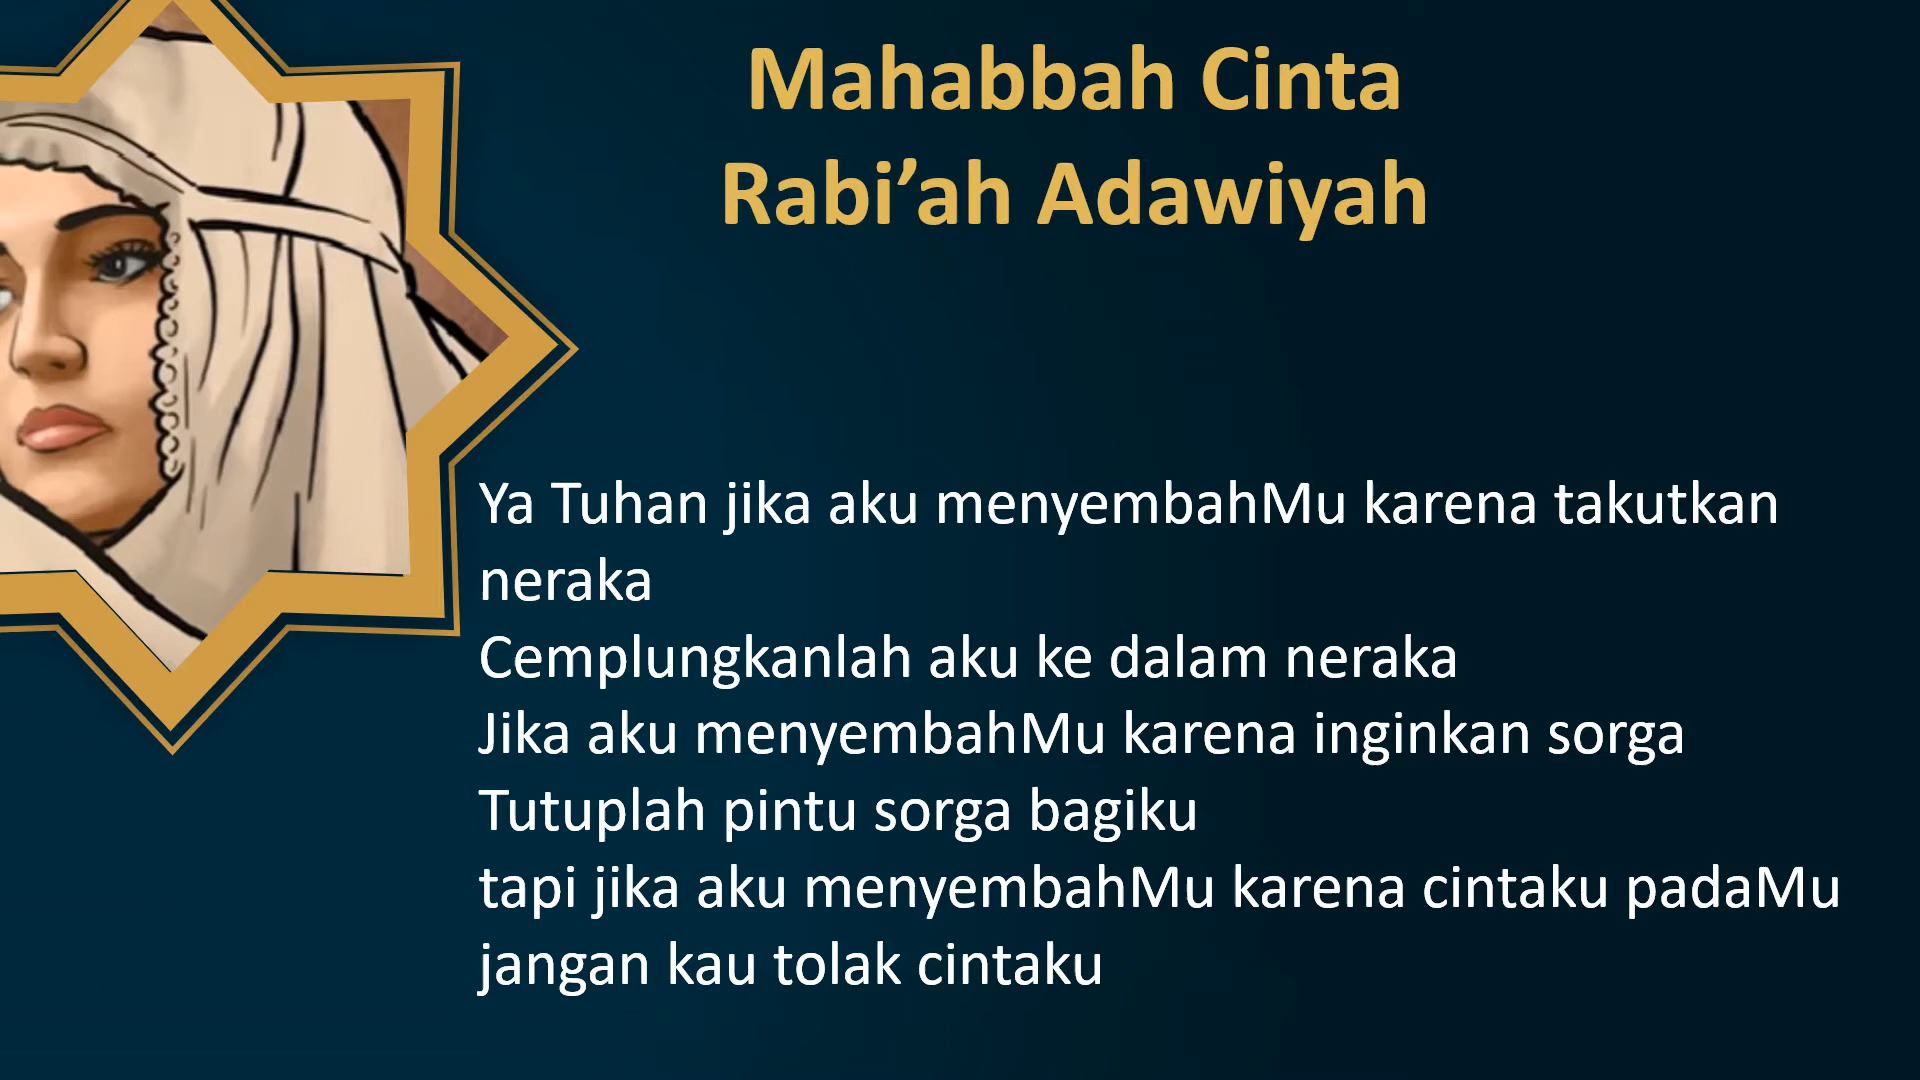 Mahabbah Cinta
Rabi’ah Adawiyah
Ya Tuhan jika aku menyembahMu karena takutkan
neraka
Cemplungkanlah aku ke dalam neraka
Jika aku menyembahMu karena inginkan sorga
Tutuplah pintu sorga bagiku
tapi jika aku menyembahMu karena cintaku padaMu
jangan kau tolak cintaku